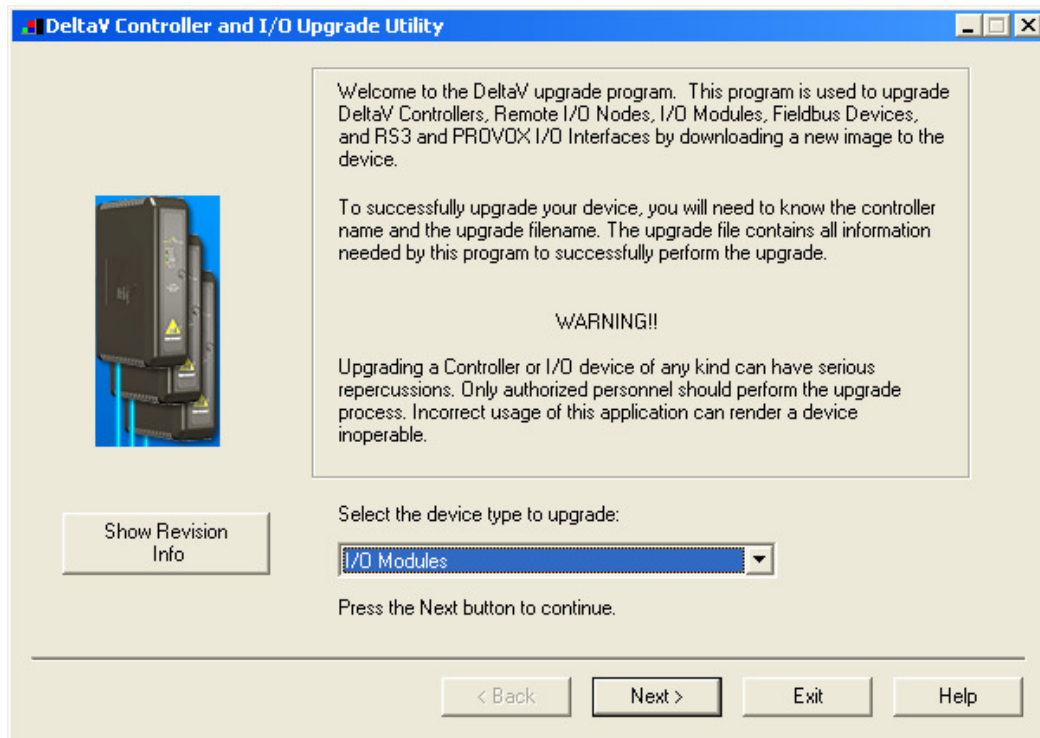 DeltaV Controller and I/O Upgrade Utility
Welcome to the DeltaV upgrade program. This program is used to upgrade
DeltaV Controllers, Remote I/O Nodes, I/O Modules, Fieldbus Devices,
and RS3 and PROVOX I/O Interfaces by downloading a new image to the
device.
To successfully upgrade your device, you will need to know the controller
name and the upgrade filename. The upgrade file contains all information
needed by this program to successfully perform the upgrade.
WARNING!!
Upgrading a Controller or I/O device of any kind can have serious
repercussions. Only authorized personnel should perform the upgrade
process. Incorrect usage of this application can render a device
inoperable.
Show Revision
Info
Select the device type to upgrade:
I/O Modules
Press the Next button to continue.
< Back
Next >
Exit
Help